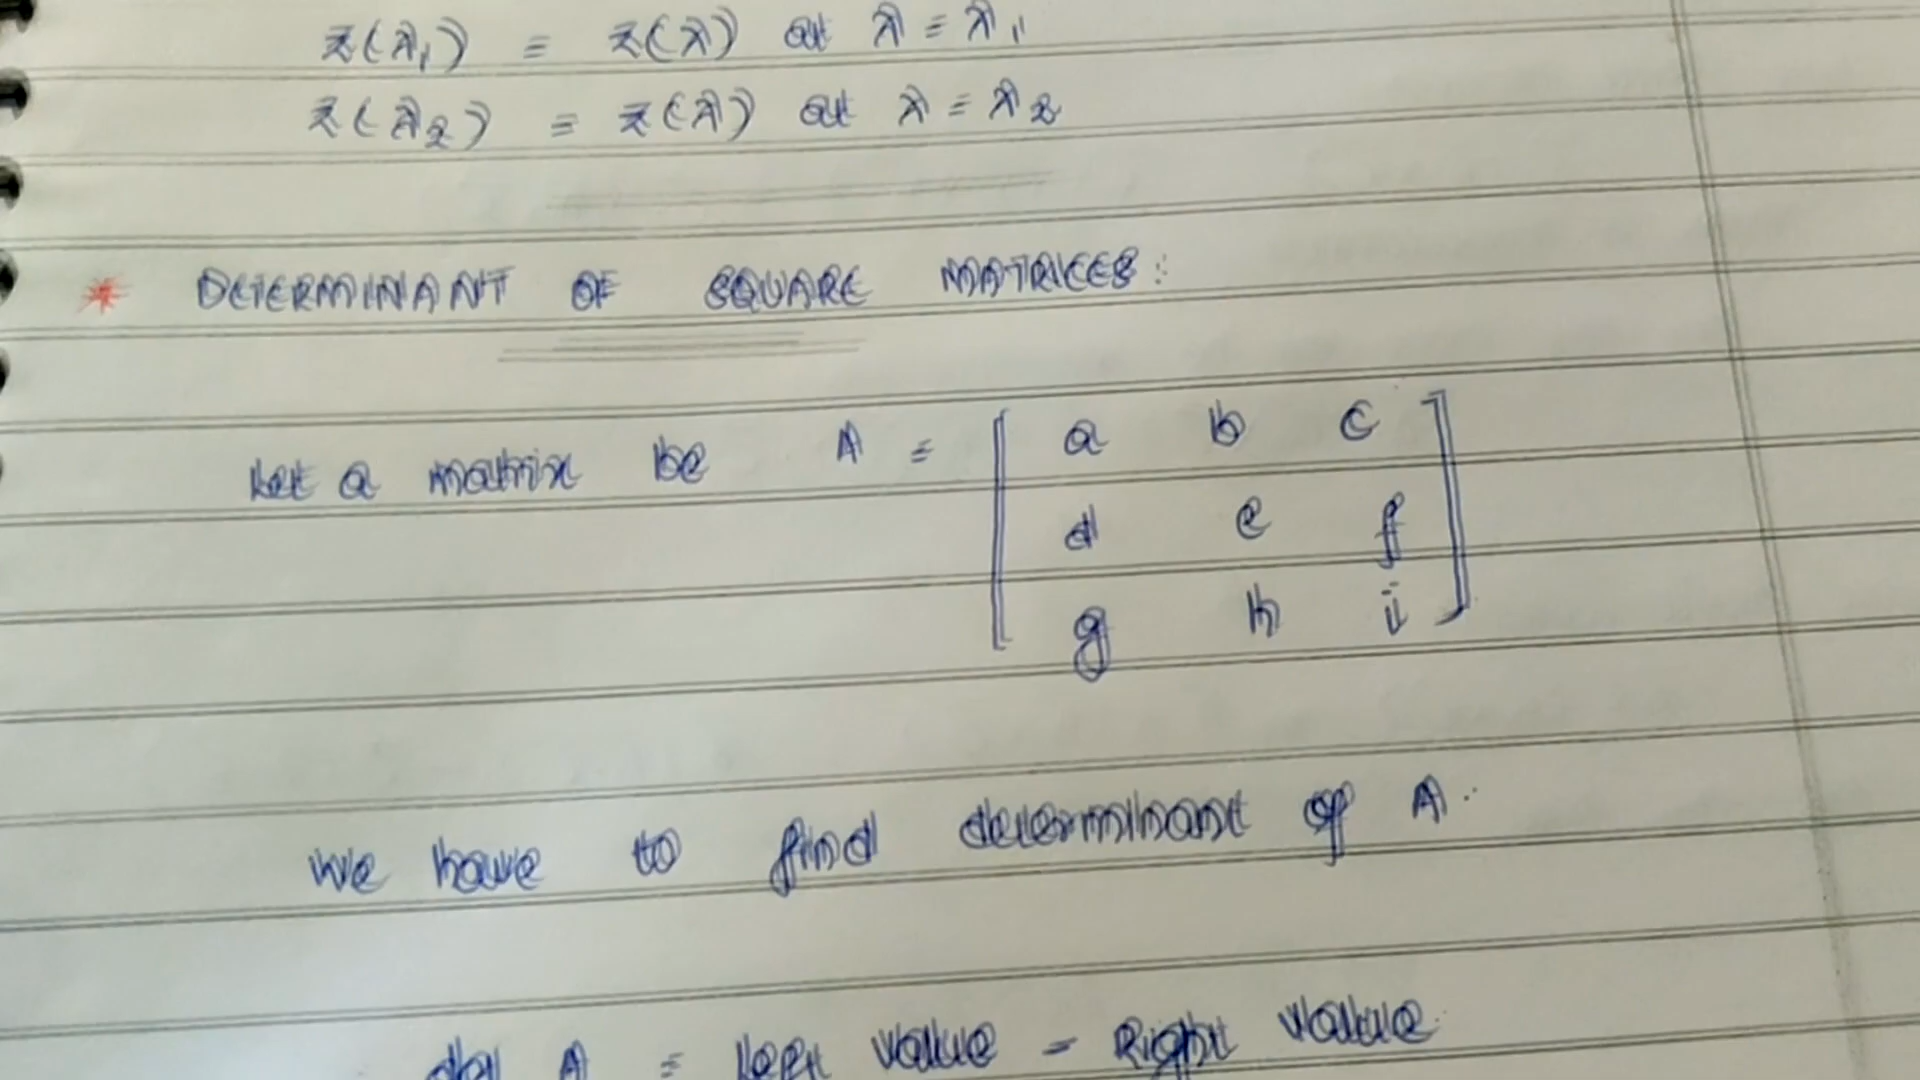 z(λ₁) = z(λ) at λ = λ₁
z(λ₂) = z(λ) at λ = λ₂
* DETERMINANT OF SQUARE MATRICES:
Let a matrix be A = [ a b c
d e f
g h i ]
We have to find determinant of A.
det A = Left value - Right value